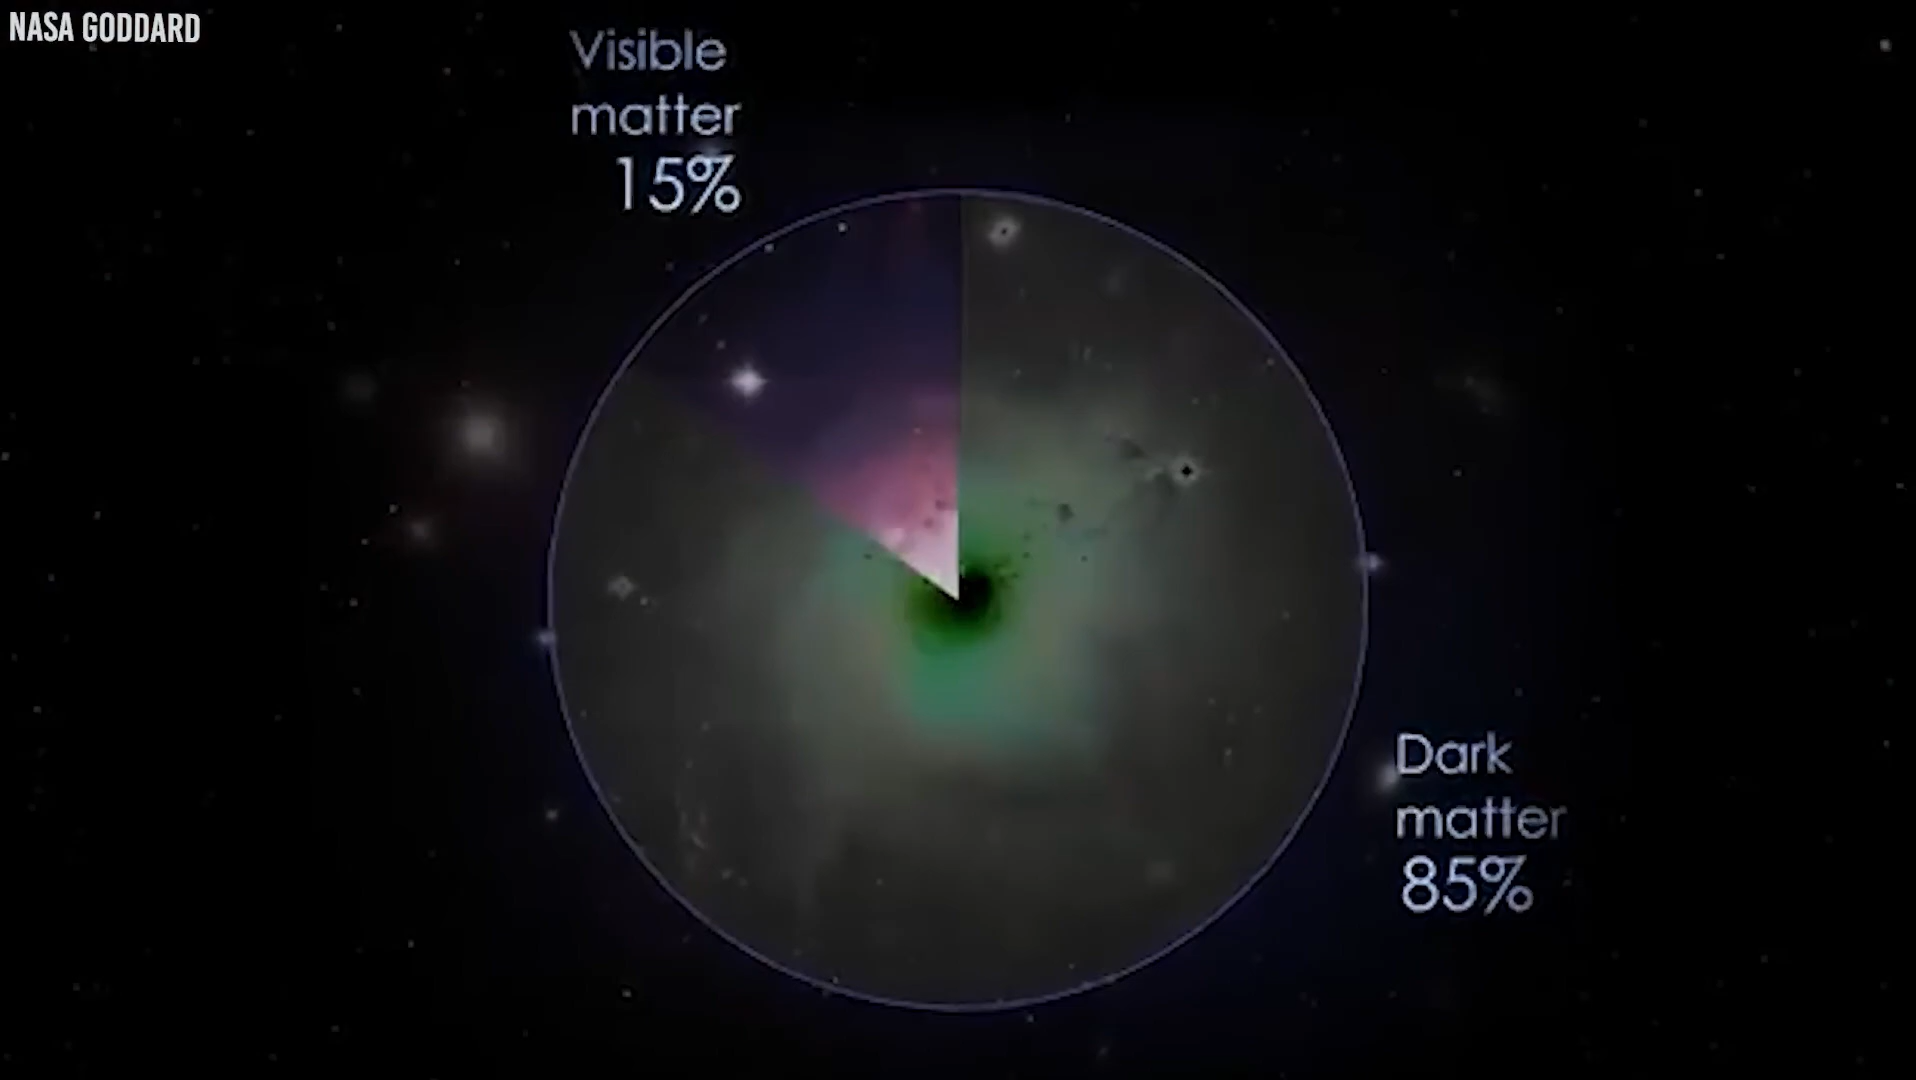 NASA GODDARD
Visible
matter
15%
Dark
matter
85%